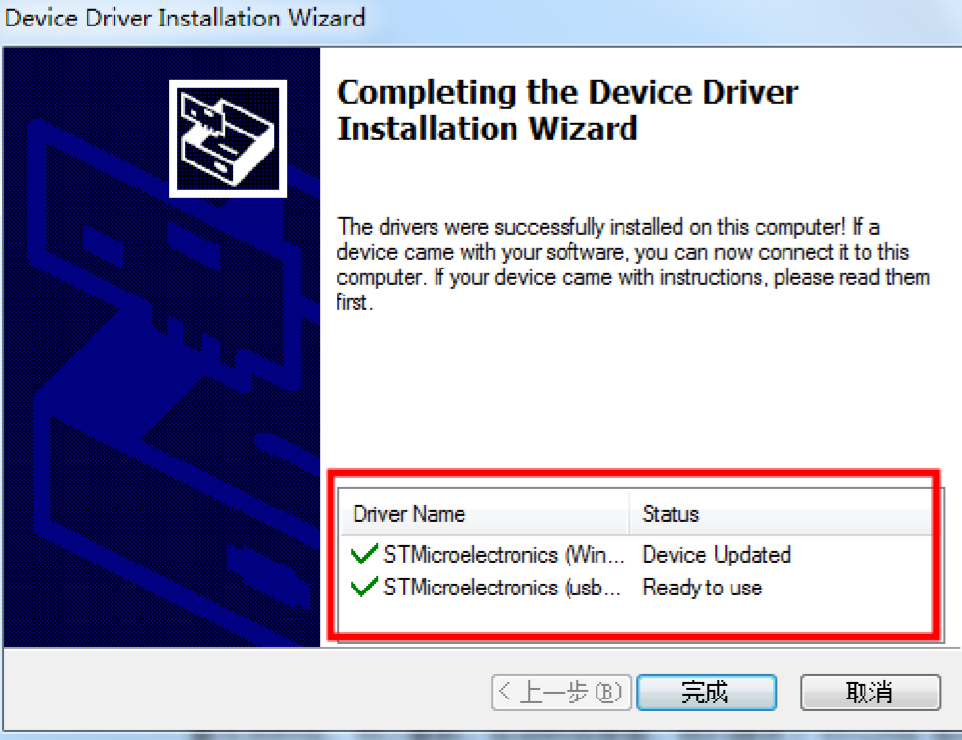 Device Driver Installation Wizard
Completing the Device Driver
Installation Wizard
The drivers were successfully installed on this computer! If a
device came with your software, you can now connect it to this
computer. If your device came with instructions, please read them
first.
Driver Name Status
STMicroelectronics (Win... Device Updated
STMicroelectronics (usb... Ready to use
< 上一步(B) 完成 取消